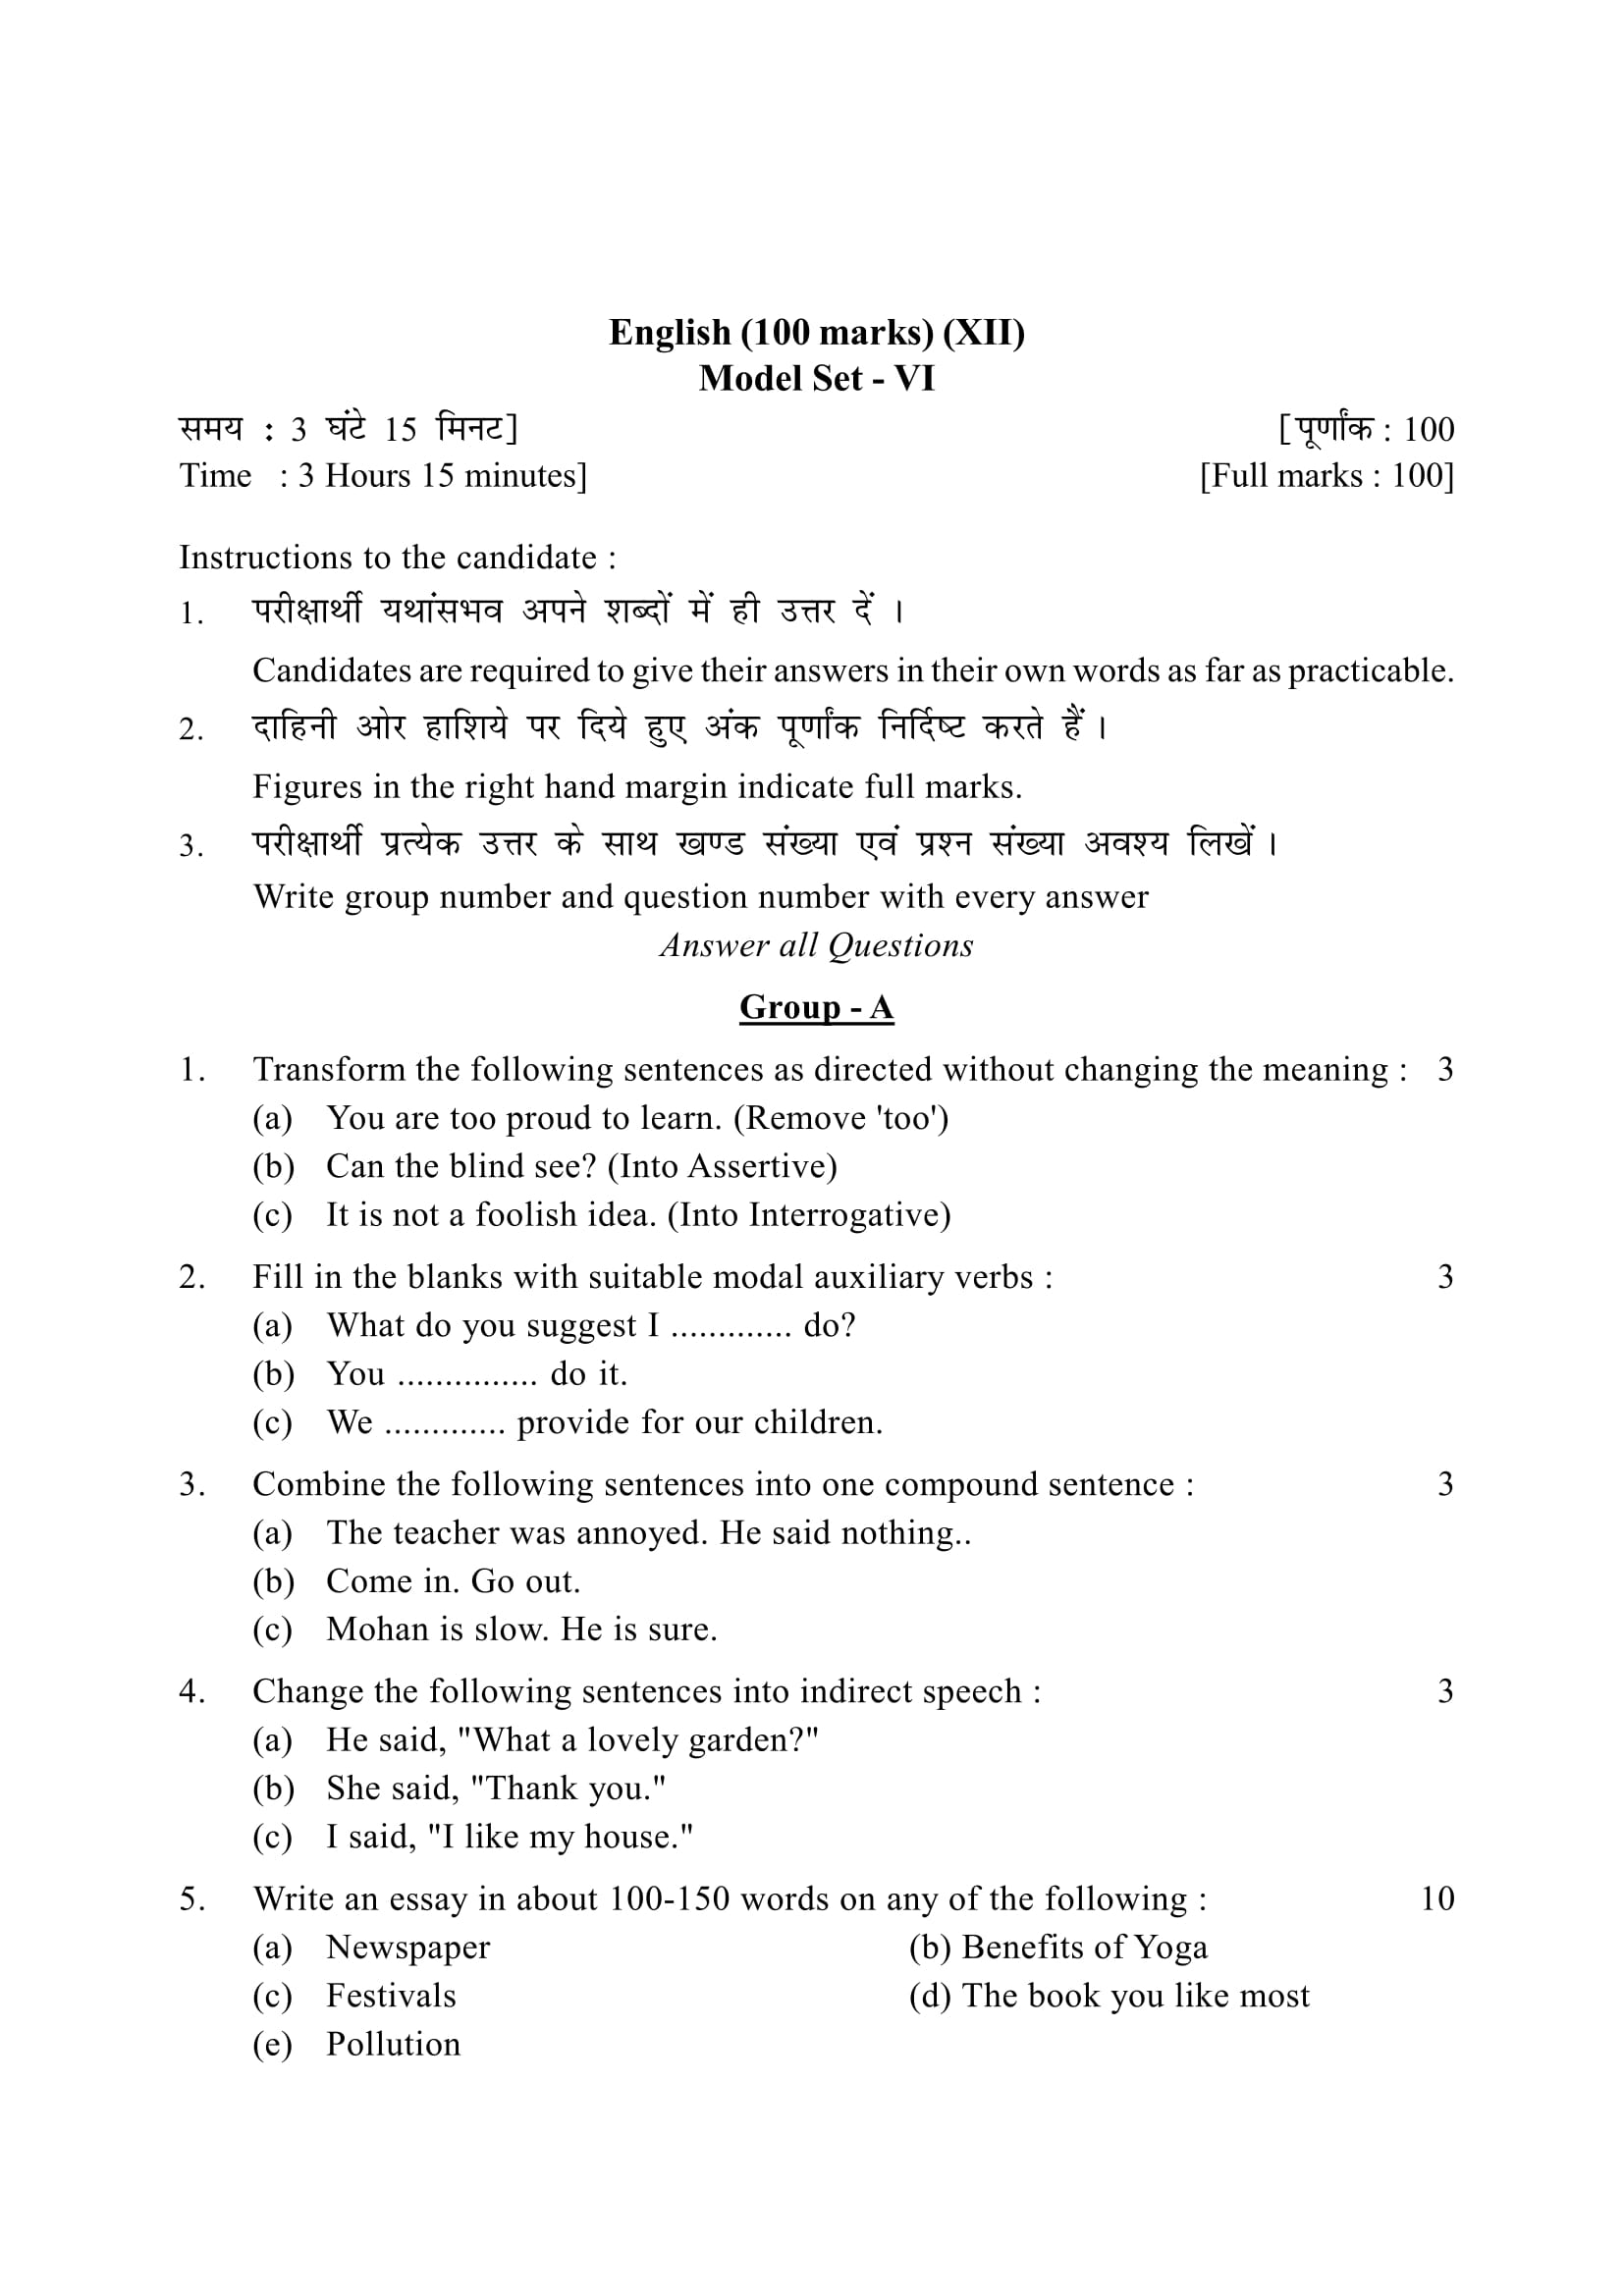 English (100 marks) (XII)
Model Set - VI
समय : 3 घंटे 15 मिनट] [पूर्णांक : 100
Time : 3 Hours 15 minutes] [Full marks : 100]
Instructions to the candidate :
1. परीक्षार्थी यथांसभव अपने शब्दों में ही उत्तर दें ।
Candidates are required to give their answers in their own words as far as practicable.
2. दाहिनी ओर हाशिये पर दिये हुए अंक पूर्णांक निर्दिष्ट करते हैं ।
Figures in the right hand margin indicate full marks.
3. परीक्षार्थी प्रत्येक उत्तर के साथ खण्ड संख्या एवं प्रश्न संख्या अवश्य लिखें ।
Write group number and question number with every answer
Answer all Questions
Group - A
1. Transform the following sentences as directed without changing the meaning : 3
(a) You are too proud to learn. (Remove 'too')
(b) Can the blind see? (Into Assertive)
(c) It is not a foolish idea. (Into Interrogative)
2. Fill in the blanks with suitable modal auxiliary verbs : 3
(a) What do you suggest I ............. do?
(b) You ............... do it.
(c) We ............. provide for our children.
3. Combine the following sentences into one compound sentence : 3
(a) The teacher was annoyed. He said nothing..
(b) Come in. Go out.
(c) Mohan is slow. He is sure.
4. Change the following sentences into indirect speech : 3
(a) He said, "What a lovely garden?"
(b) She said, "Thank you."
(c) I said, "I like my house."
5. Write an essay in about 100-150 words on any of the following : 10
(a) Newspaper (b) Benefits of Yoga
(c) Festivals (d) The book you like most
(e) Pollution